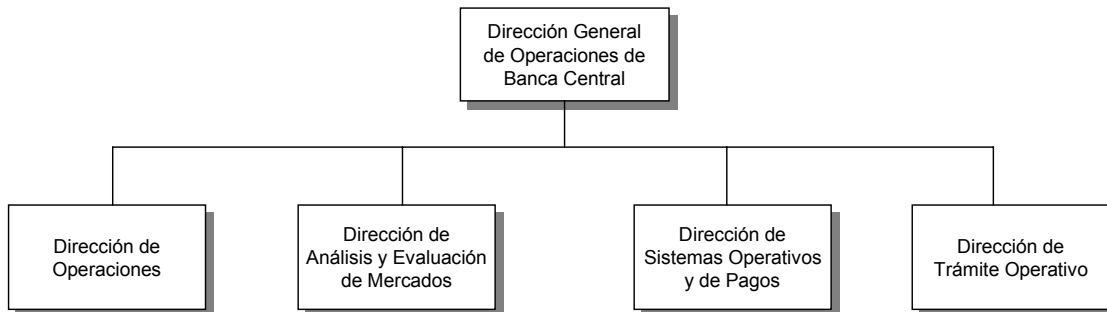 Dirección General
de Operaciones de
Banca Central
Dirección de
Operaciones
Dirección de
Análisis y Evaluación
de Mercados
Dirección de
Sistemas Operativos
y de Pagos
Dirección de
Trámite Operativo